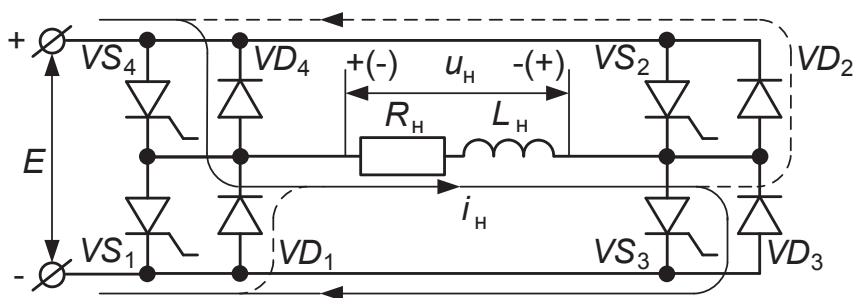 +
VS₄
VD₄
+(-)
uн
-(+)
VS₂
VD₂
Rн
Lн
E
iн
VS₁
VD₁
VS₃
VD₃
-